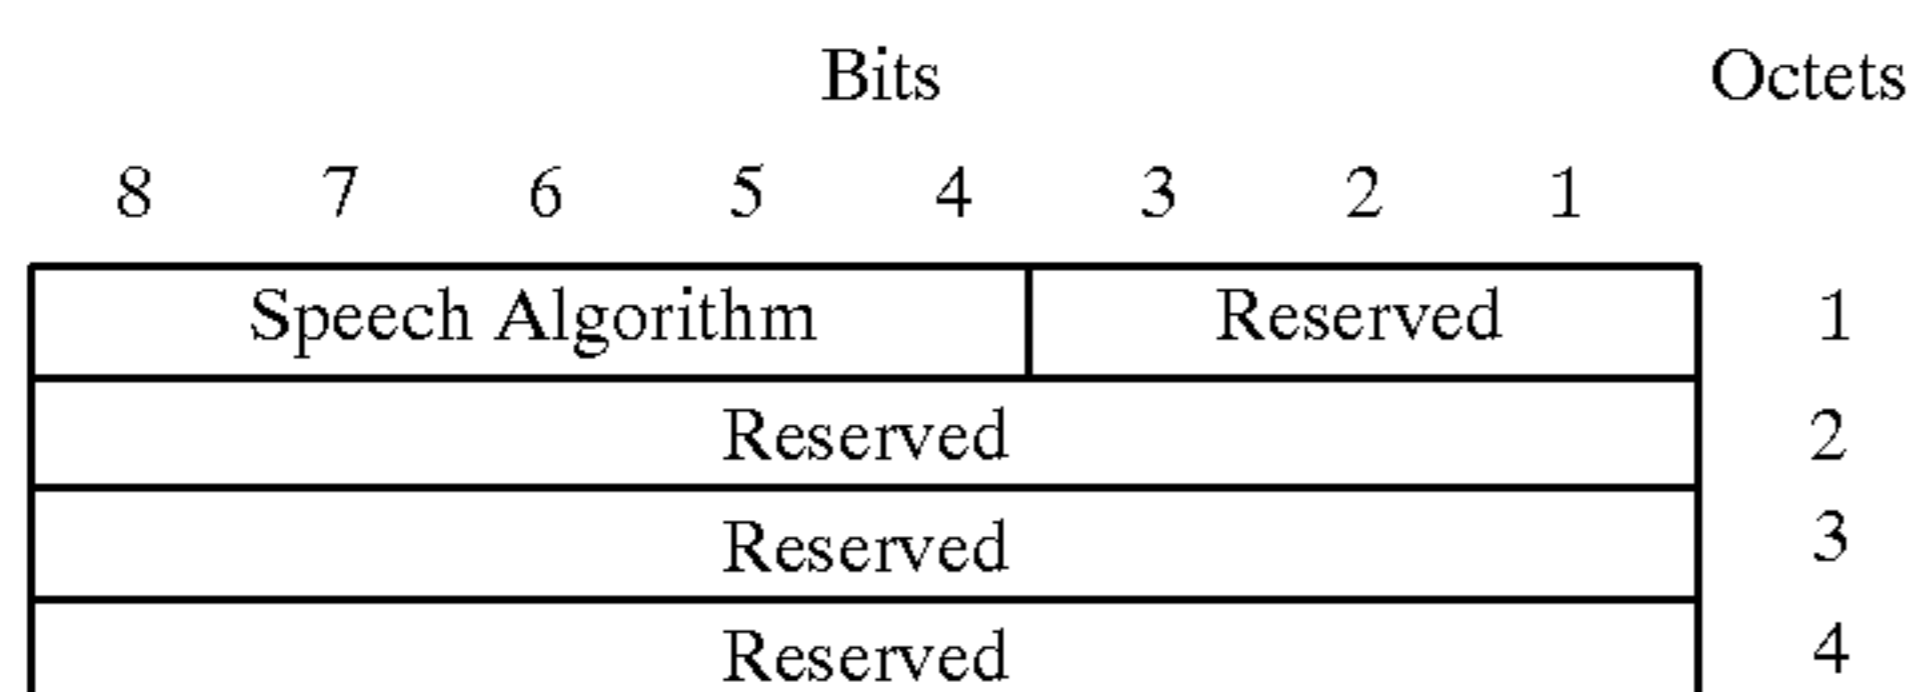 Bits Octets
8 7 6 5 4 3 2 1
Speech Algorithm Reserved 1
Reserved 2
Reserved 3
Reserved 4